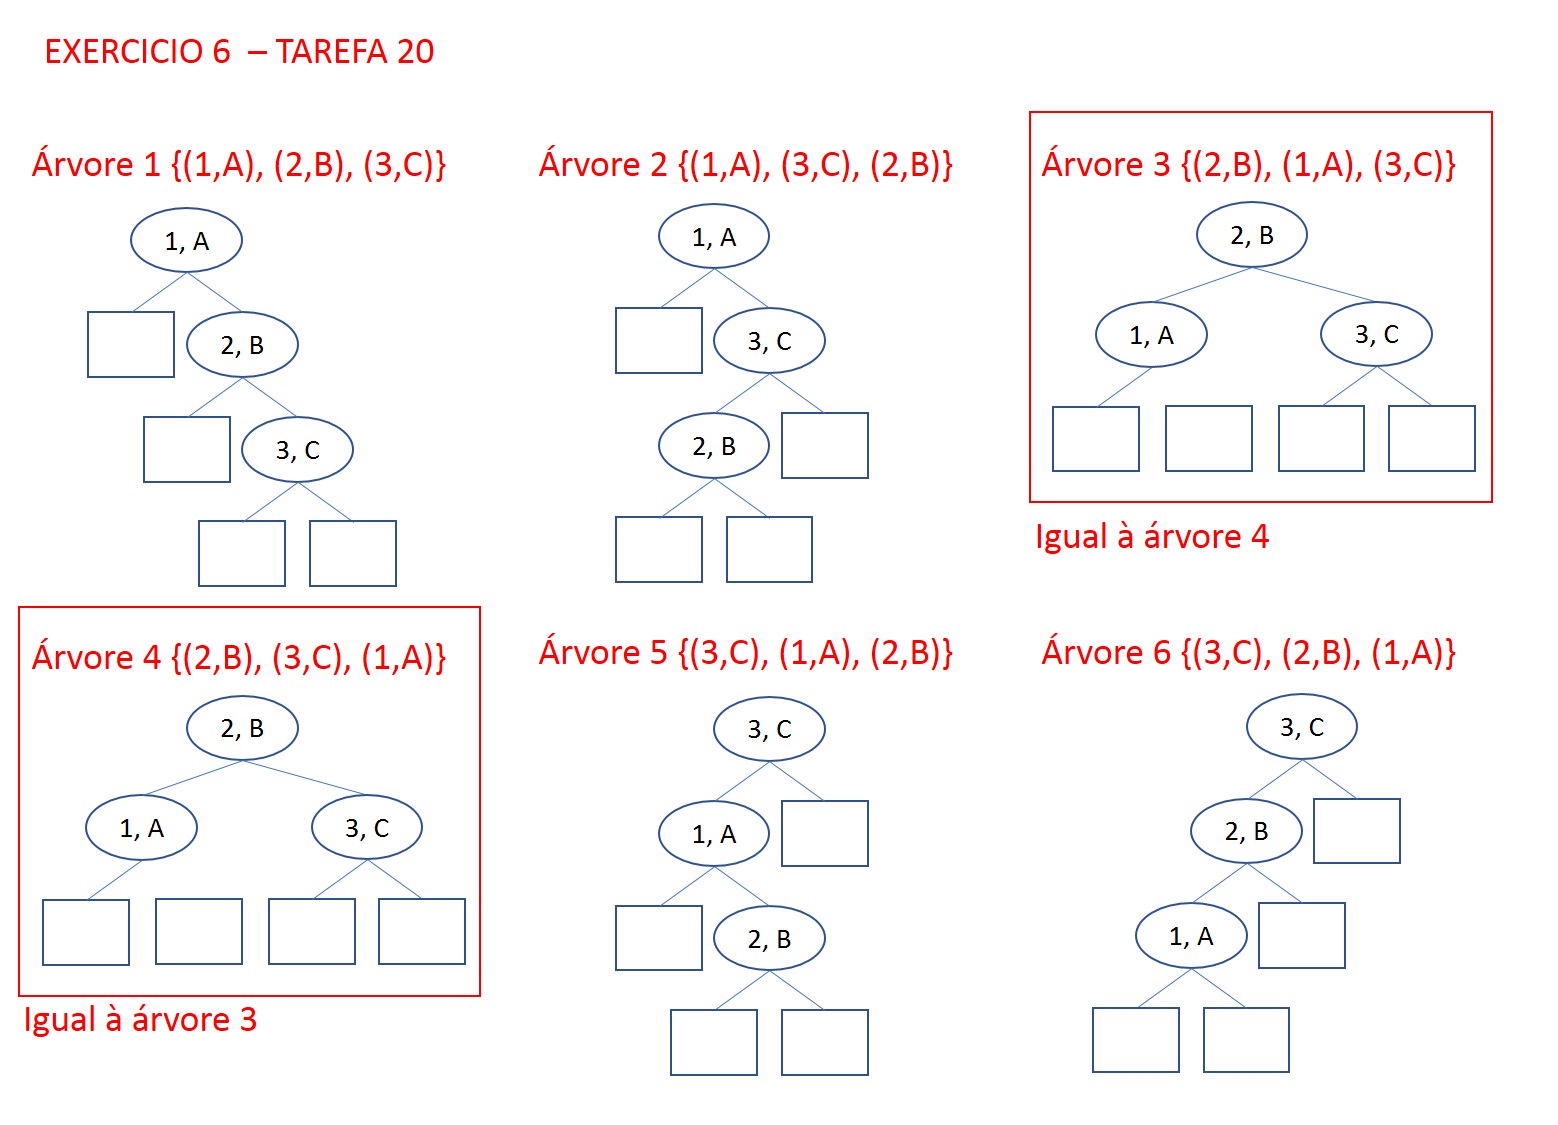 EXERCICIO 6 – TAREFA 20
Árvore 1 {(1,A), (2,B), (3,C)}
1, A
2, B
3, C
Árvore 2 {(1,A), (3,C), (2,B)}
1, A
3, C
2, B
Árvore 3 {(2,B), (1,A), (3,C)}
2, B
1, A
3, C
Igual à árvore 4
Árvore 4 {(2,B), (3,C), (1,A)}
2, B
1, A
3, C
Igual à árvore 3
Árvore 5 {(3,C), (1,A), (2,B)}
3, C
1, A
2, B
Árvore 6 {(3,C), (2,B), (1,A)}
3, C
2, B
1, A